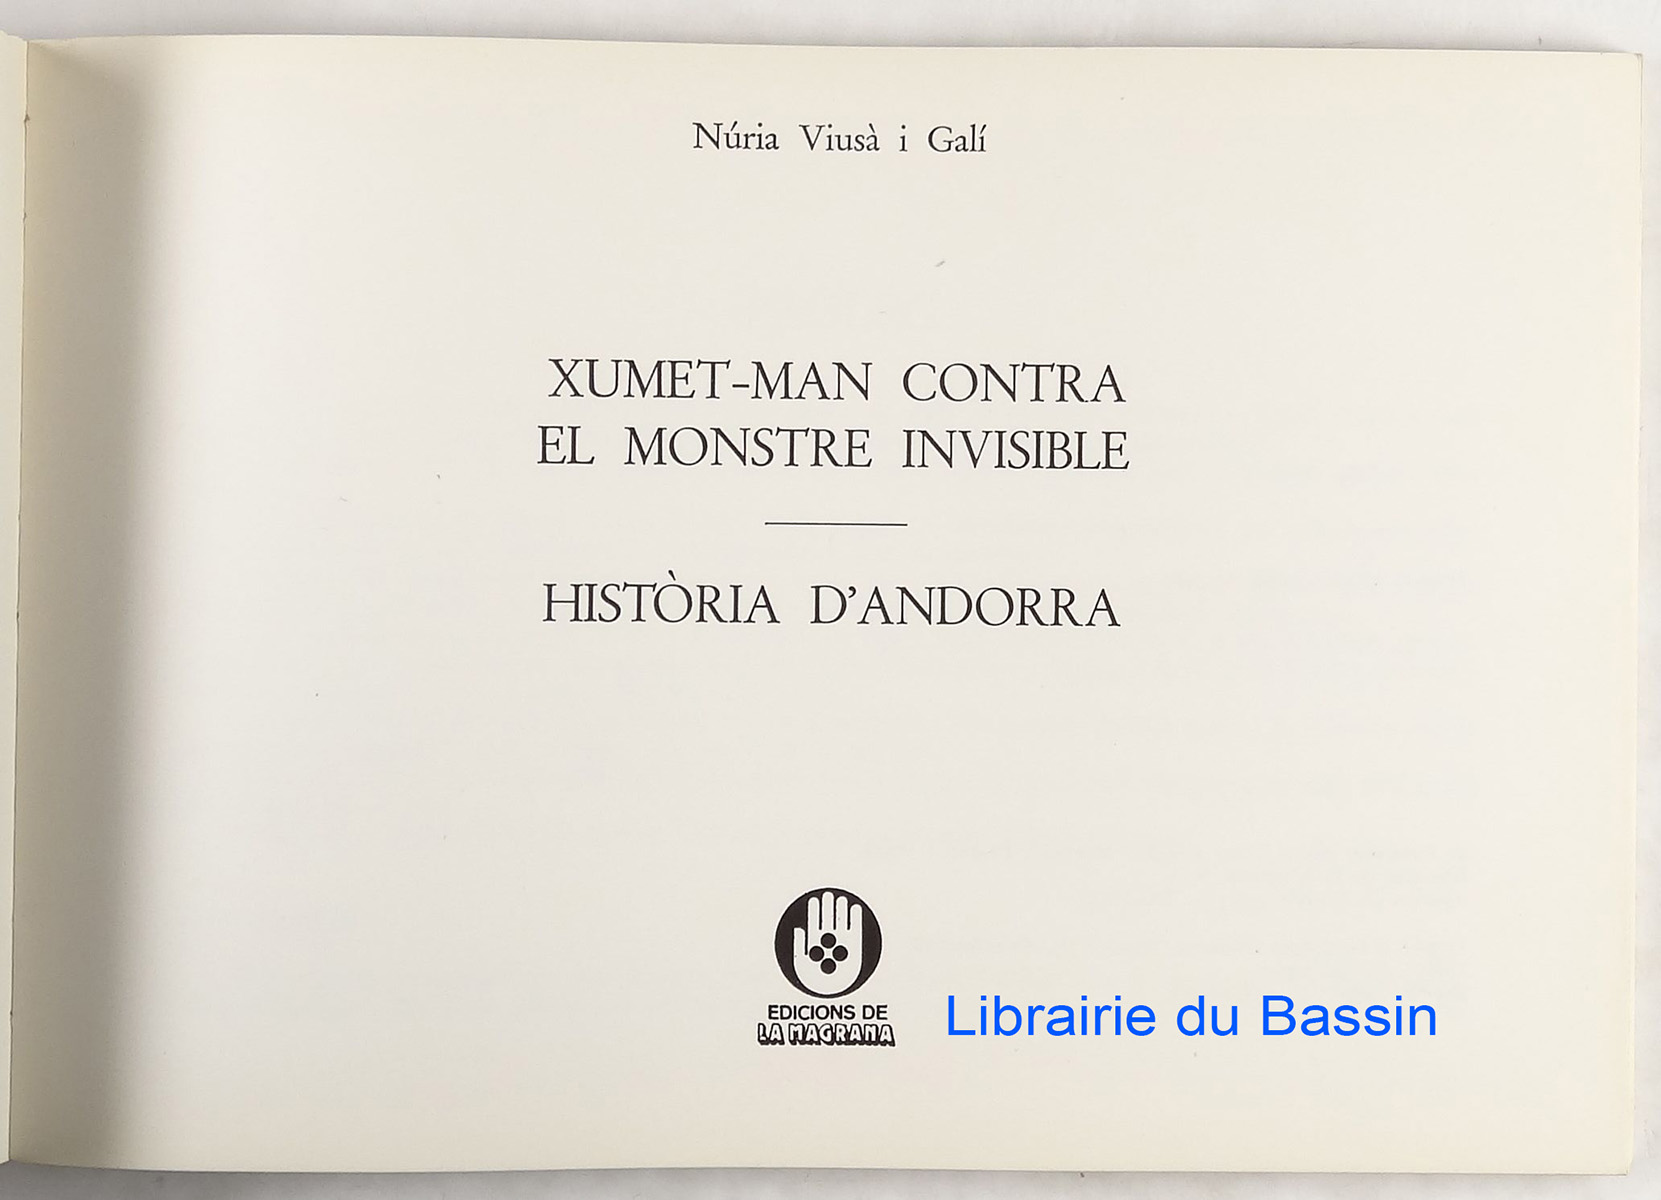 Núria Viusà i Galí
XUMET-MAN CONTRA
EL MONSTRE INVISIBLE
HISTÒRIA D'ANDORRA
EDICIONS DE
LA MAGRANA
Librairie du Bassin